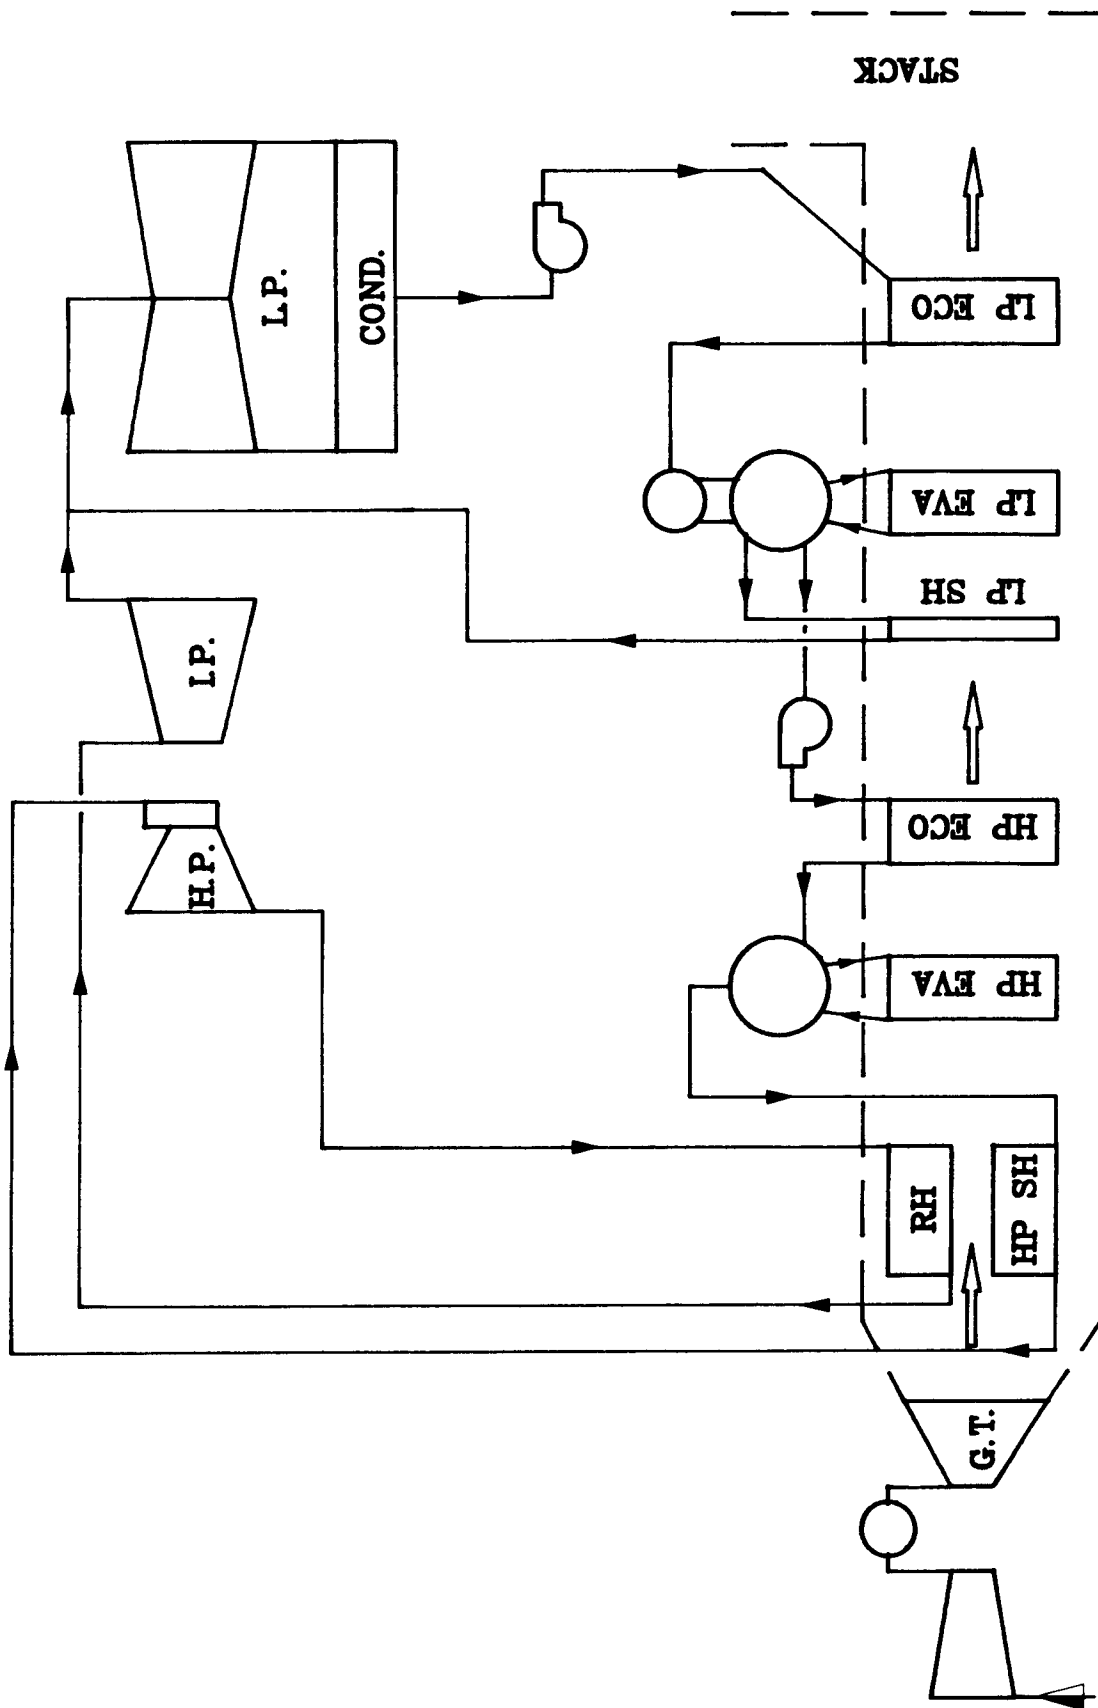 STACK
L.P.
COND.
LP ECO
LP EVA
LP SH
I.P.
H.P.
HP ECO
HP EVA
RH
HP SH
G.T.